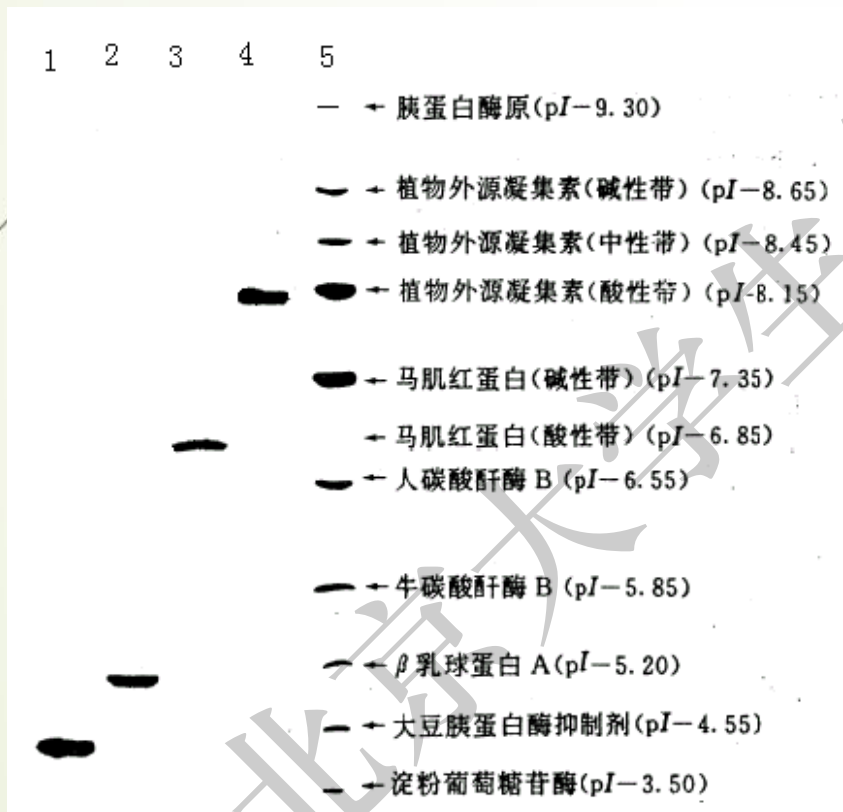 1 2 3 4 5
← 胰蛋白酶原(pI-9.30)
← 植物外源凝集素(碱性带) (pI-8.65)
← 植物外源凝集素(中性带) (pI-8.45)
← 植物外源凝集素(酸性带) (pI-8.15)
← 马肌红蛋白(碱性带) (pI-7.35)
← 马肌红蛋白(酸性带) (pI-6.85)
← 人碳酸酐酶 B (pI-6.55)
← 牛碳酸酐酶 B (pI-5.85)
← β乳球蛋白 A(pI-5.20)
← 大豆胰蛋白酶抑制剂(pI-4.55)
← 淀粉葡萄糖苷酶(pI-3.50)
北京大学生